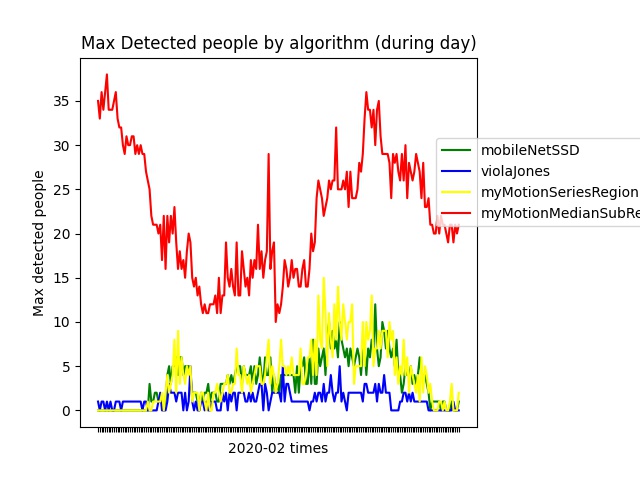 Max Detected people by algorithm (during day)
Max detected people
35
30
25
20
15
10
5
0
mobileNetSSD
violaJones
myMotionSeriesRegion
myMotionMedianSubRe
2020-02 times